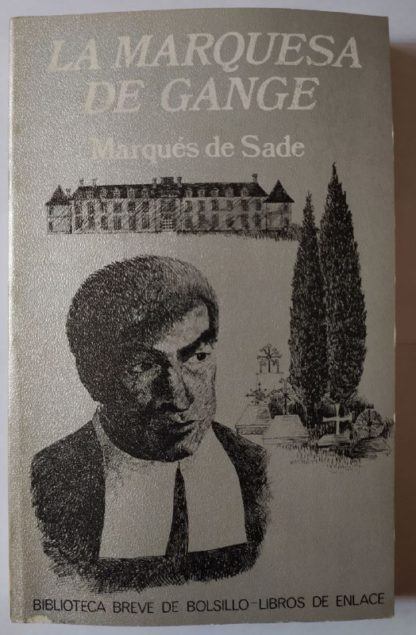 LA MARQUESA
DE GANGE
Marqués de Sade
BIBLIOTECA BREVE DE BOLSILLO-LIBROS DE ENLACE